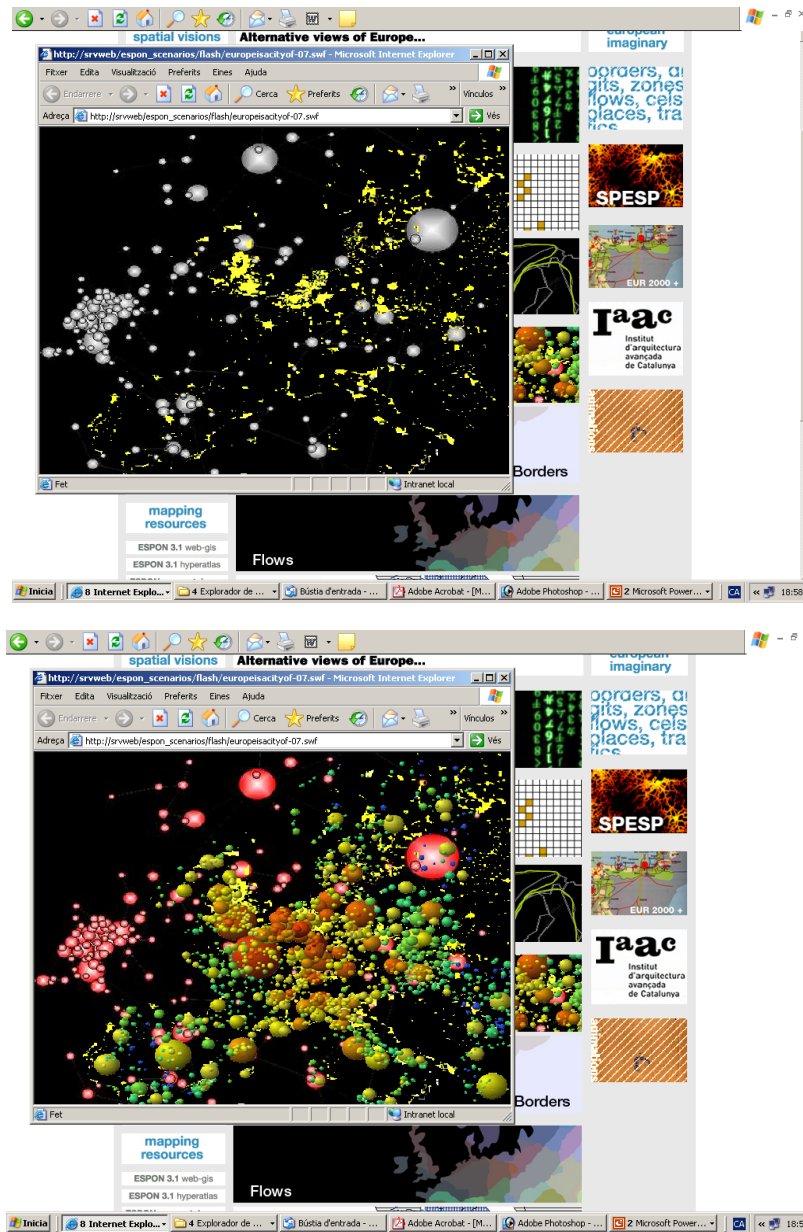 spatial visions
Alternative views of Europe...
european
imaginary
http://srvweb/espon_scenarios/flash/europeisacityof-07.swf - Microsoft Internet Explorer
Fitxer Edita Visualització Preferits Eines Ajuda
Endarrere Cerca Preferits Vínculos
Adreça http://srvweb/espon_scenarios/flash/europeisacityof-07.swf Vés
flows, cels
places, tra
SPESP
EUR 2000 +
Iaac
Institut
d'arquitectura
avançada
de Catalunya
Borders
Fet Intranet local
mapping
resources
ESPON 3.1 web-gis
ESPON 3.1 hyperatlas
Flows
Inicia 8 Internet Explo... 4 Explorador de ... Bústia d'entrada - ... Adobe Acrobat - [M... Adobe Photoshop - ... 2 Microsoft Power... CA 18:58
spatial visions
Alternative views of Europe...
imaginary
http://srvweb/espon_scenarios/flash/europeisacityof-07.swf - Microsoft Internet Explorer
Fitxer Edita Visualització Preferits Eines Ajuda
Endarrere Cerca Preferits Vínculos
Adreça http://srvweb/espon_scenarios/flash/europeisacityof-07.swf Vés
flows, cels
places, tra
SPESP
EUR 2000 +
Iaac
Institut
d'arquitectura
avançada
de Catalunya
Borders
Fet Intranet local
mapping
resources
ESPON 3.1 web-gis
ESPON 3.1 hyperatlas
Flows
Inicia 8 Internet Explo... 4 Explorador de ... Bústia d'entrada - ... Adobe Acrobat - [M... Adobe Photoshop - ... 2 Microsoft Power... CA